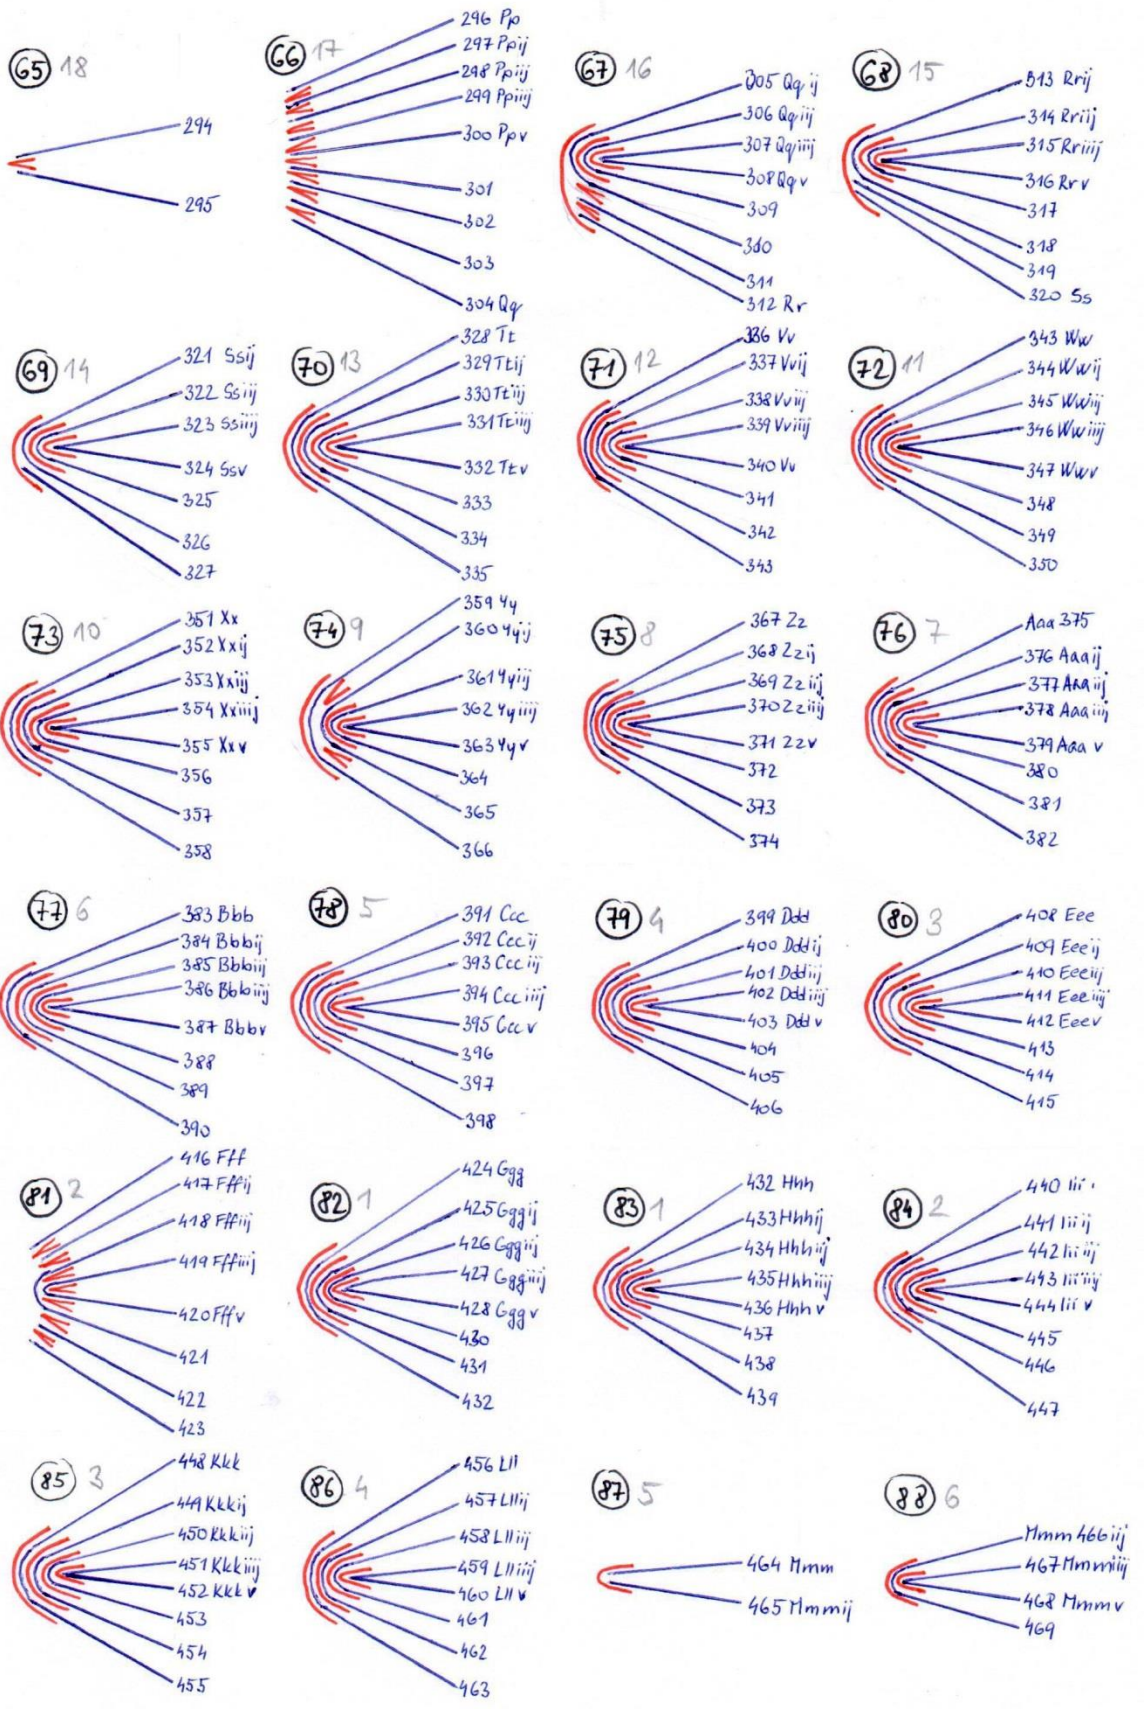 65 18
294
295
66 17
296 Pp
297 Ppij
298 Ppiij
299 Ppiiij
300 Ppv
301
302
303
304 Qq
67 16
305 Qq ij
306 Qqiij
307 Qqiiij
308 Qqv
309
310
311
312 Rr
68 15
313 Rrij
314 Rriij
315 Rriiij
316 Rrv
317
318
319
320 Ss
69 14
321 Ssij
322 Ssiij
323 Ssiiij
324 Ssv
325
326
327
70 13
328 Tt
329 Ttij
330 Ttiij
331 Ttiiij
332 Ttv
333
334
335
71 12
336 Vv
337 Vvij
338 Vviij
339 Vviiij
340 Vv
341
342
343
72 11
343 Ww
344 Wwij
345 Wwiij
346 Wwiiij
347 Wwv
348
349
350
73 10
351 Xx
352 Xxij
353 Xxiij
354 Xxiiij
355 Xxv
356
357
358
74 9
359 Yy
360 Yyij
361 Yyiij
362 Yyiiij
363 Yyv
364
365
366
75 8
367 Zz
368 Zzij
369 Zziij
370 Zziiij
371 Zzv
372
373
374
76 7
Aaa 375
376 Aaaij
377 Aaaiij
378 Aaaiiij
379 Aaa v
380
381
382
77 6
383 Bbb
384 Bbbij
385 Bbbiij
386 Bbbiiij
387 Bbbv
388
389
390
78 5
391 Ccc
392 Cccij
393 Ccc iij
394 Ccc iiij
395 Ccc v
396
397
398
79 4
399 Ddd
400 Dddij
401 Dddiij
402 Dddiiij
403 Ddd v
404
405
406
80 3
408 Eee
409 Eeeij
410 Eeeiij
411 Eeeiiij
412 Eeev
413
414
415
81 2
416 Fff
417 Fffij
418 Fffiij
419 Fffiiij
420 Fffv
421
422
423
82 1
424 Ggg
425 Gggij
426 Gggiij
427 Gggiiij
428 Gggv
430
431
432
83 1
432 Hhh
433 Hhhij
434 Hhhiij
435 Hhhiiij
436 Hhhv
437
438
439
84 2
440 Iii
441 Iii ij
442 Iii iij
443 Iii iiij
444 Iii v
445
446
447
85 3
448 Kkk
449 Kkkij
450 Kkkiij
451 Kkkiiij
452 Kkk v
453
454
455
86 4
456 Lll
457 Lllij
458 Llliij
459 Llliiij
460 Lll v
461
462
463
87 5
464 Mmm
465 Mmmij
88 6
Mmm 466 iij
467 Mmmiiij
468 Mmmv
469